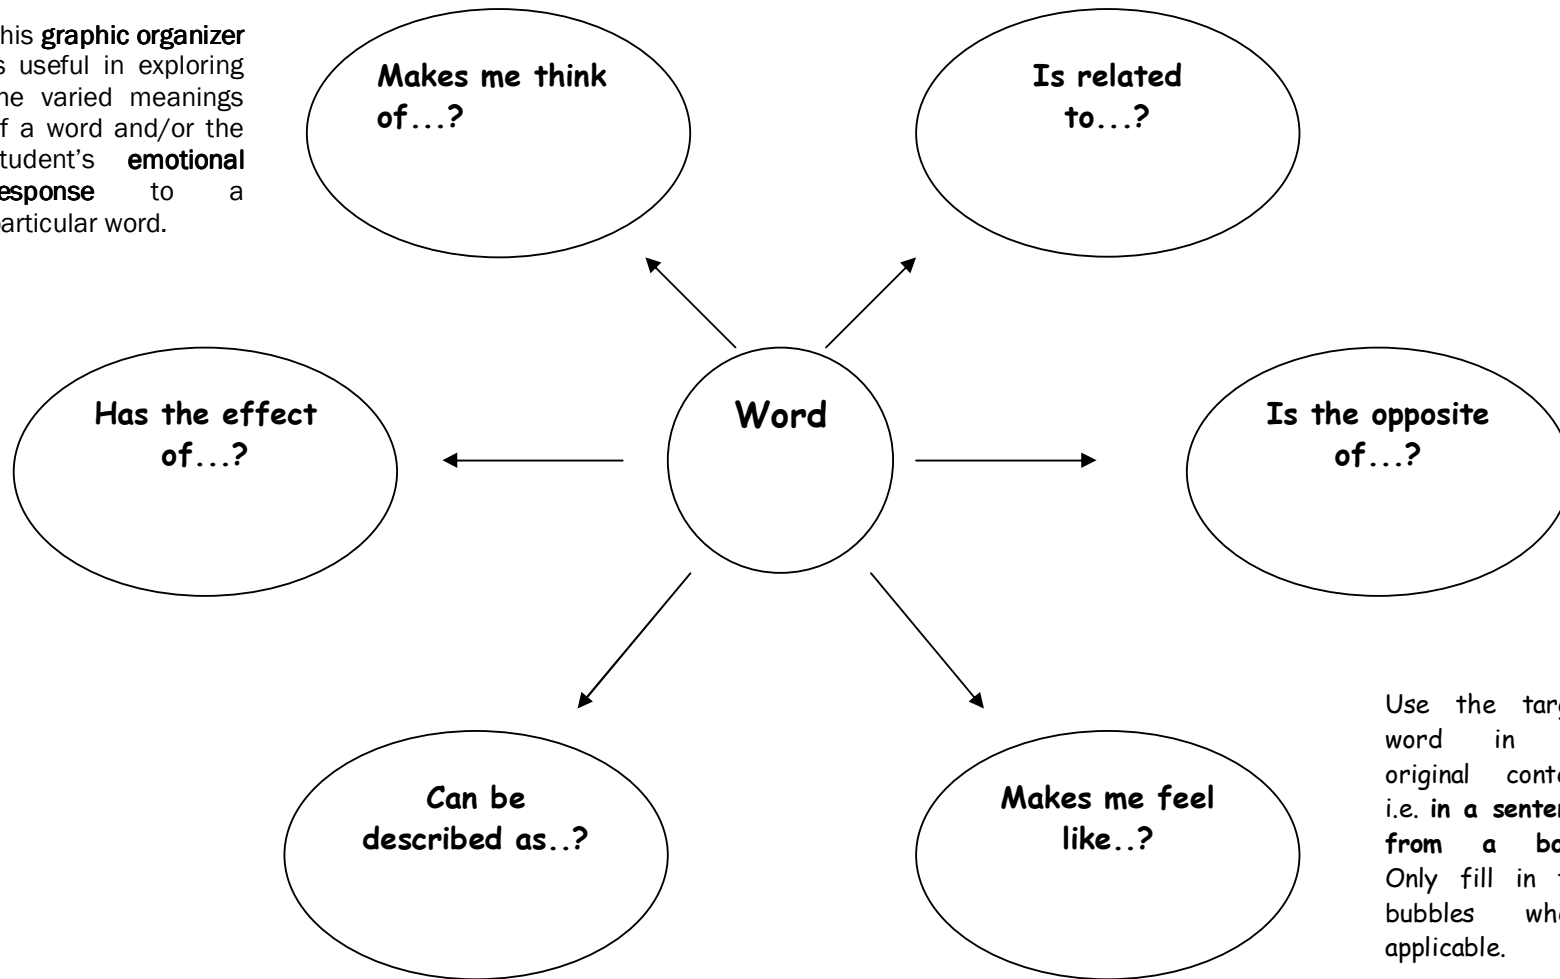 his graphic organizer
s useful in exploring
he varied meanings
f a word and/or the
tudent's emotional
esponse to a
particular word.
Makes me think
of...?
Is related
to...?
Has the effect
of...?
Word
Is the opposite
of...?
Can be
described as..?
Makes me feel
like..?
Use the targ
word in
original conte
i.e. in a senten
from a bo
Only fill in t
bubbles whe
applicable.